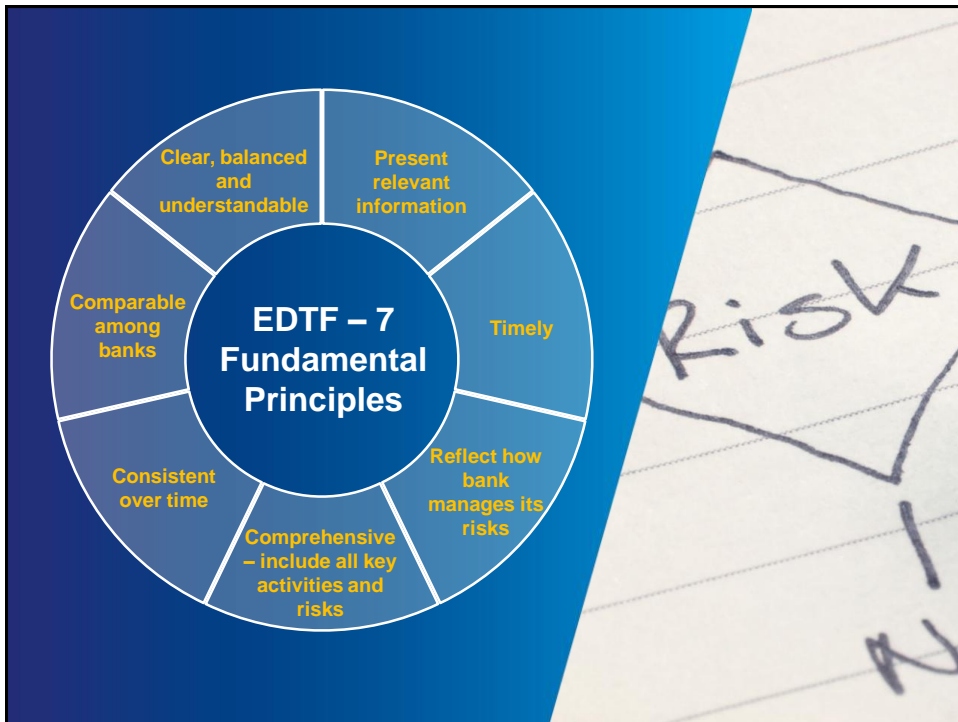 Clear, balanced
and
understandable
Present
relevant
information
Comparable
among
banks
EDTF – 7
Fundamental
Principles
Timely
Consistent
over time
Comprehensive
– include all key
activities and
risks
Reflect how
bank
manages its
risks
Risk
N